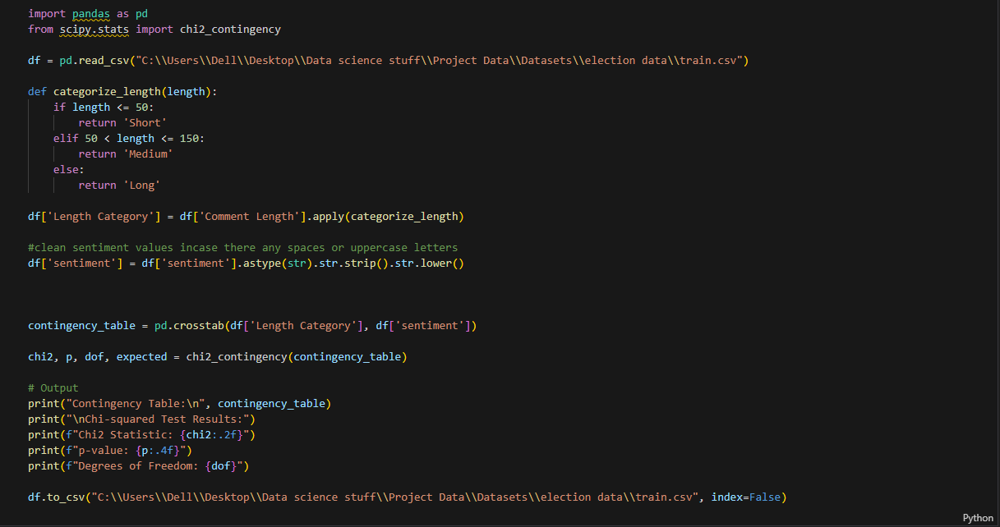 import pandas as pd
from scipy.stats import chi2_contingency
df = pd.read_csv("C:\\Users\\Dell\\Desktop\\Data science stuff\\Project Data\\Datasets\\election data\\train.csv")
def categorize_length(length):
    if length <= 50:
        return 'Short'
    elif 50 < length <= 150:
        return 'Medium'
    else:
        return 'Long'
df['Length Category'] = df['Comment Length'].apply(categorize_length)
#clean sentiment values incase there any spaces or uppercase letters
df['sentiment'] = df['sentiment'].astype(str).str.strip().str.lower()
contingency_table = pd.crosstab(df['Length Category'], df['sentiment'])
chi2, p, dof, expected = chi2_contingency(contingency_table)
# Output
print("Contingency Table:\n", contingency_table)
print("\nChi-squared Test Results:")
print(f"Chi2 Statistic: {chi2:.2f}")
print(f"p-value: {p:.4f}")
print(f"Degrees of Freedom: {dof}")
df.to_csv("C:\\Users\\Dell\\Desktop\\Data science stuff\\Project Data\\Datasets\\election data\\train.csv", index=False)
Python